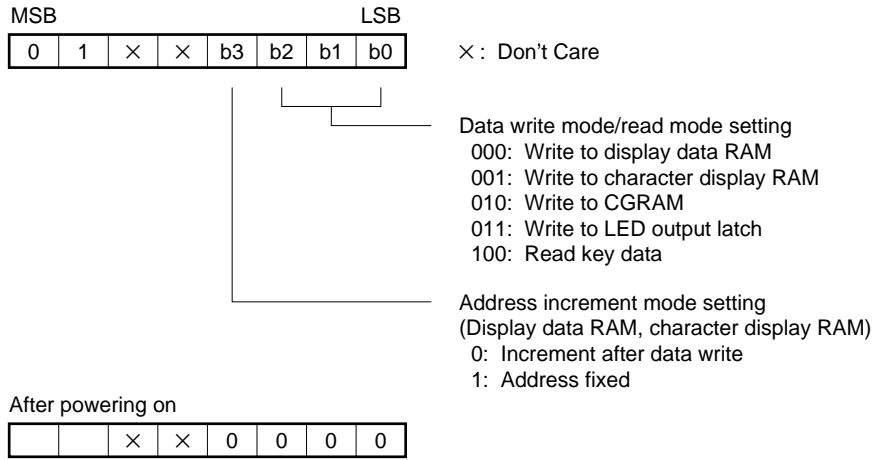 MSB LSB
0 1 × × b3 b2 b1 b0 ×: Don't Care
Data write mode/read mode setting
000: Write to display data RAM
001: Write to character display RAM
010: Write to CGRAM
011: Write to LED output latch
100: Read key data
Address increment mode setting
(Display data RAM, character display RAM)
0: Increment after data write
1: Address fixed
After powering on
× × 0 0 0 0